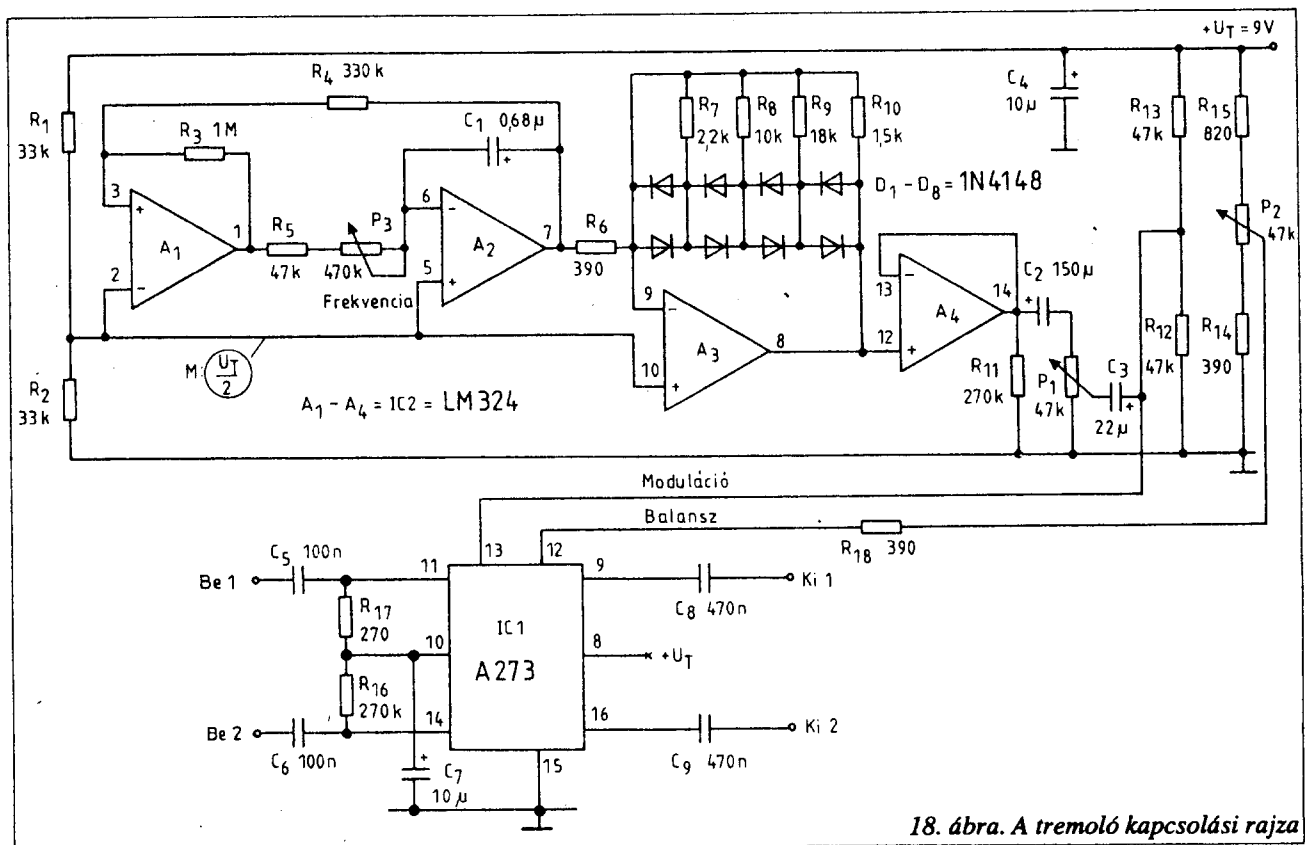 +U_T = 9V
R4 330k
R3 1M
C1 0,68µ
R1
33k
3
+
A1
1
2
−
R5
47k
P3
470k
Frekvencia
6
−
A2
7
5
+
R6
390
R7
2,2k
R8
10k
R9
18k
R10
1,5k
D1 - D8 = 1N4148
C4
+
10µ
R13
47k
R15
820
P2
47k
9
−
A3
8
10
+
13
−
A4
14
12
+
C2 150µ
+
R11
270k
P1
47k
C3
+
22µ
R12
47k
R14
390
M: U_T/2
R2
33k
A1 - A4 = IC2 = LM324
Moduláció
Balansz
R18 390
C5 100n
Be 1
11
13
12
9
C8 470n
Ki 1
R17
270
10
IC1
A273
8
+U_T
R16
270k
14
16
Be 2
C6 100n
C7
+
10µ
15
C9 470n
Ki 2
18. ábra. A tremoló kapcsolási rajza